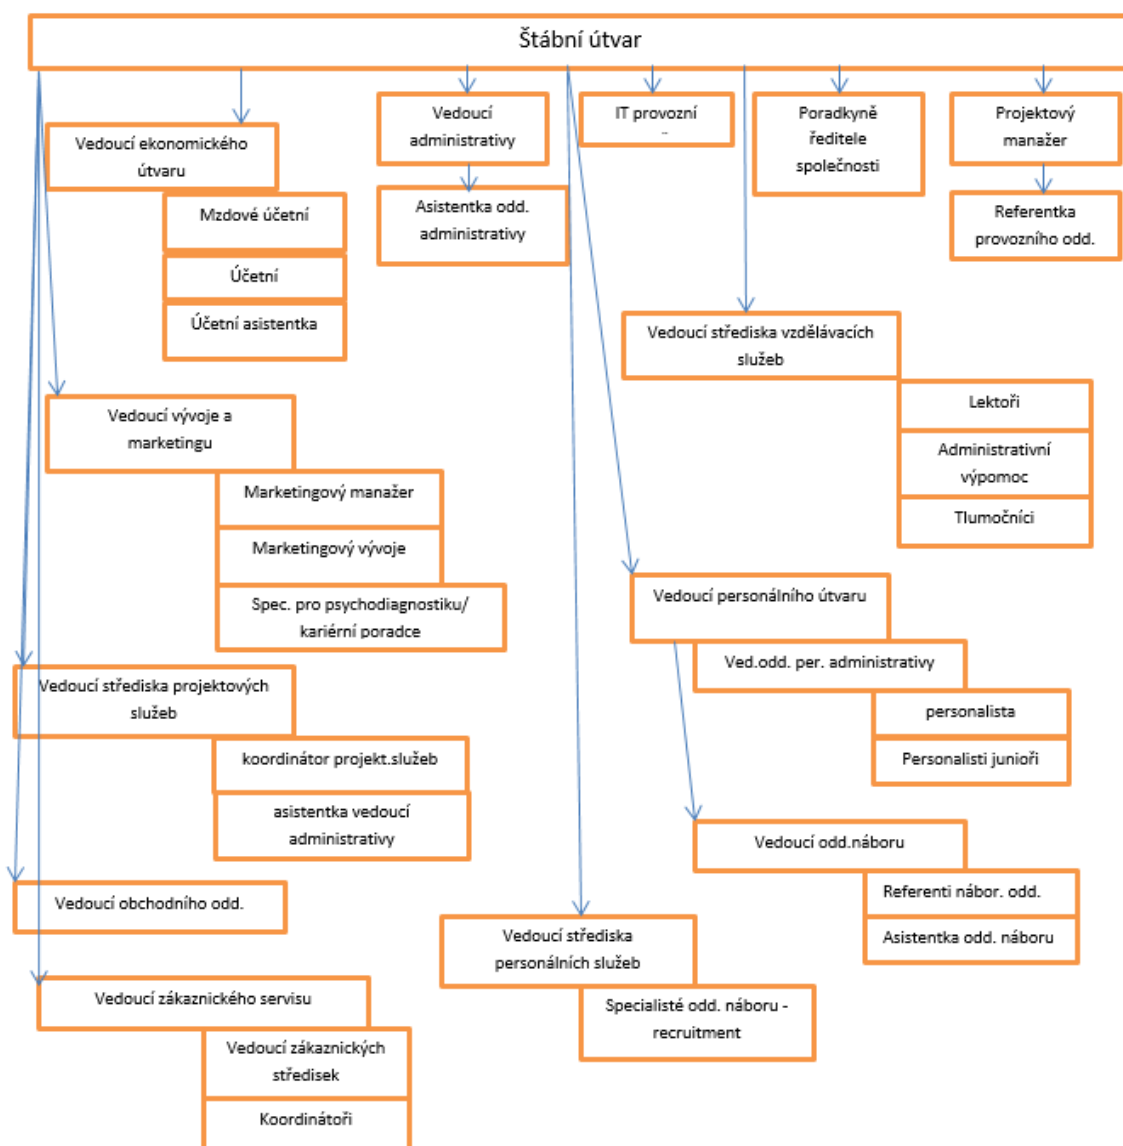 Štábní útvar
Vedoucí ekonomického
útvaru
Mzdové účetní
Účetní
Účetní asistentka
Vedoucí
administrativy
Asistentka odd.
administrativy
IT provozní
Poradkyně
ředitele
společnosti
Projektový
manažer
Referentka
provozního odd.
Vedoucí střediska vzdělávacích
služeb
Lektoři
Administrativní
výpomoc
Tlumočníci
Vedoucí vývoje a
marketingu
Marketingový manažer
Marketingový vývoje
Spec. pro psychodiagnostiku/
kariérní poradce
Vedoucí střediska projektových
služeb
koordinátor projekt.služeb
asistentka vedoucí
administrativy
Vedoucí obchodního odd.
Vedoucí zákaznického servisu
Vedoucí zákaznických
středisek
Koordinátoři
Vedoucí personálního útvaru
Ved.odd. per. administrativy
personalista
Personalisti junioři
Vedoucí odd.náboru
Referenti nábor. odd.
Asistentka odd. náboru
Vedoucí střediska
personálních služeb
Specialisté odd. náboru -
recruitment